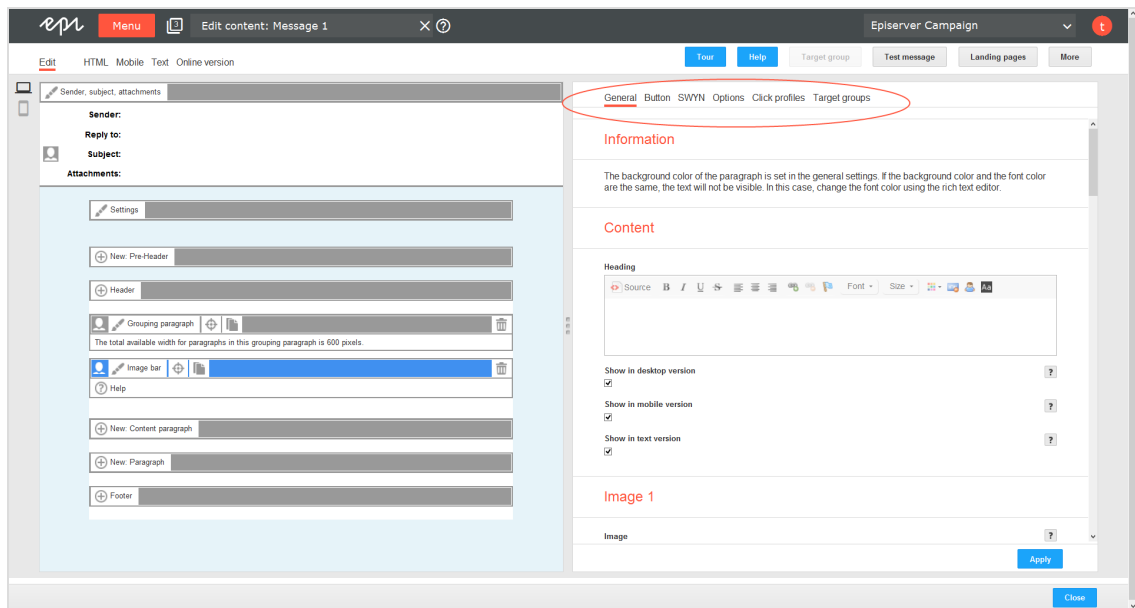 epi Menu 3 Edit content: Message 1 Episerver Campaign t
Edit HTML Mobile Text Online version Tour Help Target group Test message Landing pages More
Sender, subject, attachments
Sender:
Reply to:
Subject:
Attachments:
Settings
New: Pre-Header
Header
Grouping paragraph
The total available width for paragraphs in this grouping paragraph is 600 pixels.
Image bar
? Help
New: Content paragraph
New: Paragraph
Footer
General Button SWYN Options Click profiles Target groups
Information
The background color of the paragraph is set in the general settings. If the background color and the font color
are the same, the text will not be visible. In this case, change the font color using the rich text editor.
Content
Heading
Source B I U S Font Size Aa
Show in desktop version ?
Show in mobile version ?
Show in text version ?
Image 1
Image ?
Apply
Close